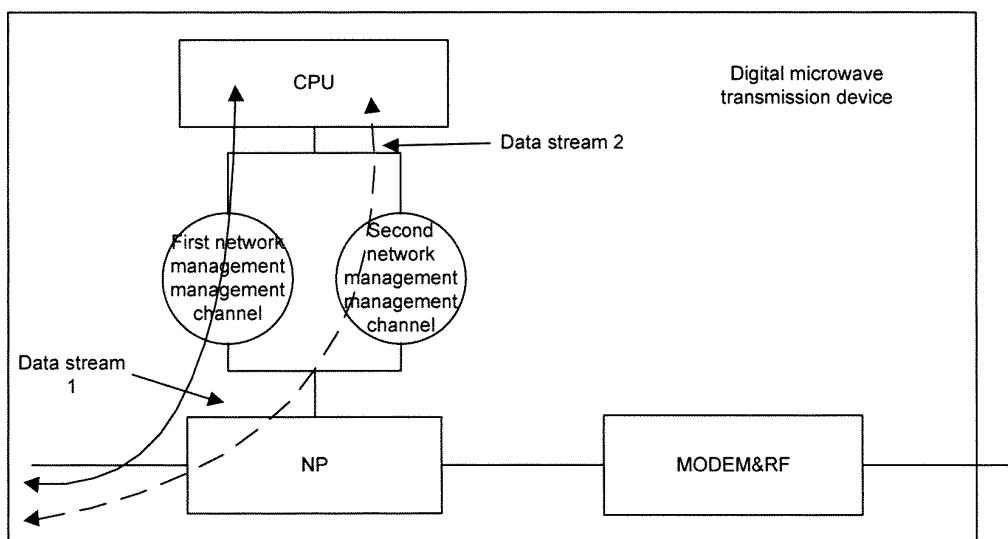 CPU
Digital microwave
transmission device
Data stream 2
First network
management
management
channel
Second
network
management
management
channel
Data stream
1
NP
MODEM&RF